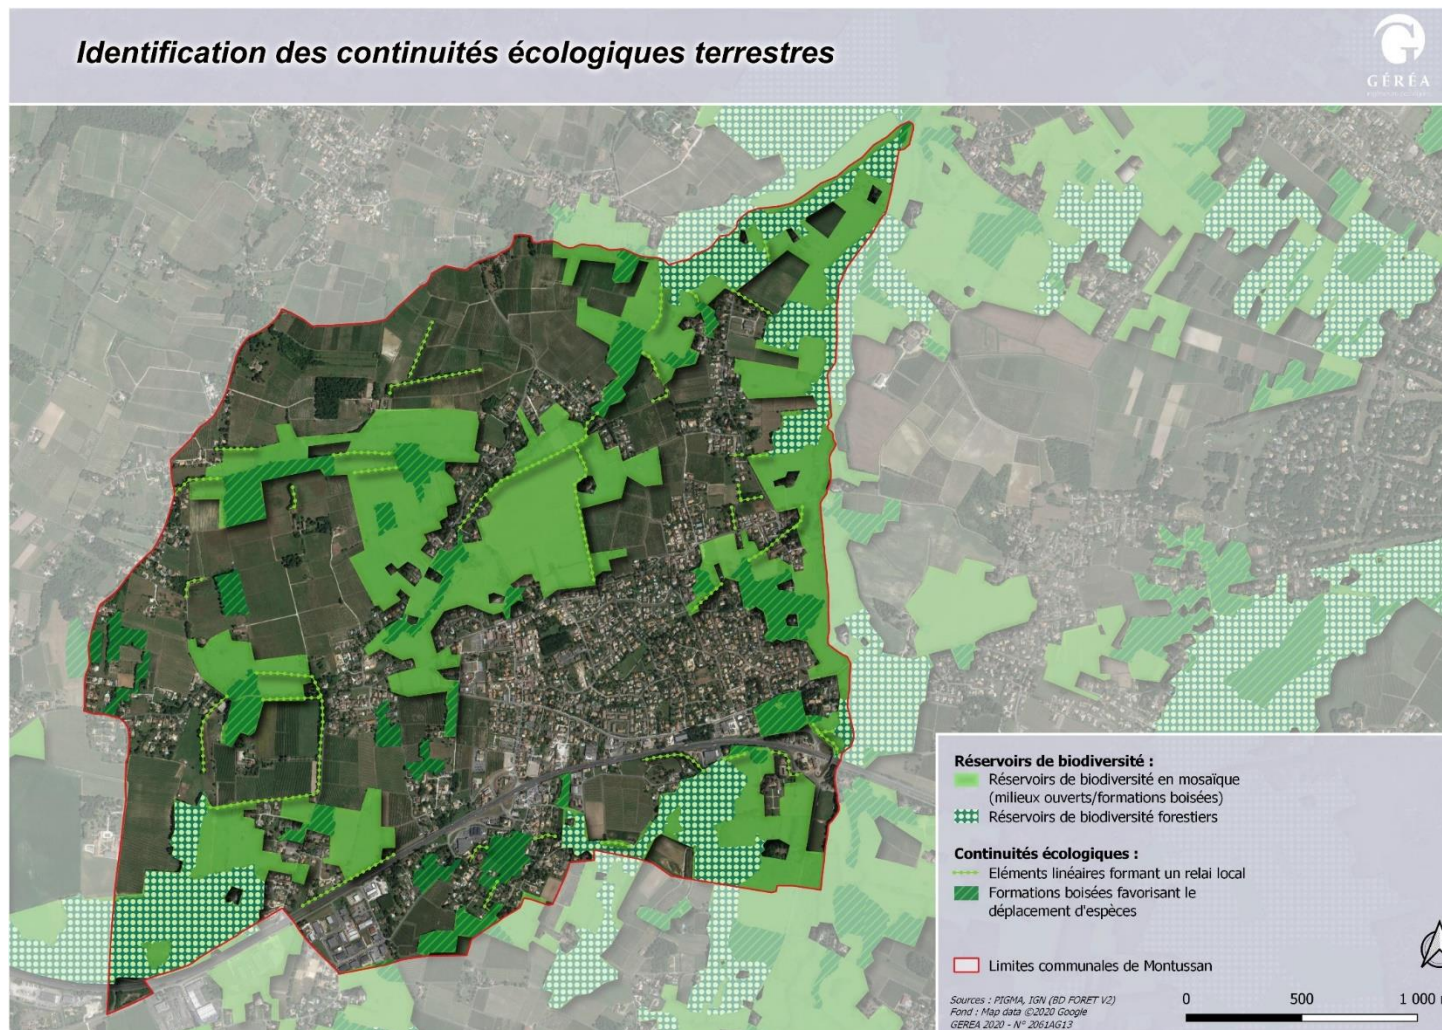 Identification des continuités écologiques terrestres
GÉRÉA
Réservoirs de biodiversité :
Réservoirs de biodiversité en mosaïque
(milieux ouverts/formations boisées)
Réservoirs de biodiversité forestiers
Continuités écologiques :
Eléments linéaires formant un relai local
Formations boisées favorisant le
déplacement d'espèces
Limites communales de Montussan
Sources : PIGMA, IGN (BD FORET V2)
Fond : Map data ©2020 Google
GEREA 2020 - N° 2061AG13
0 500 1 000 m